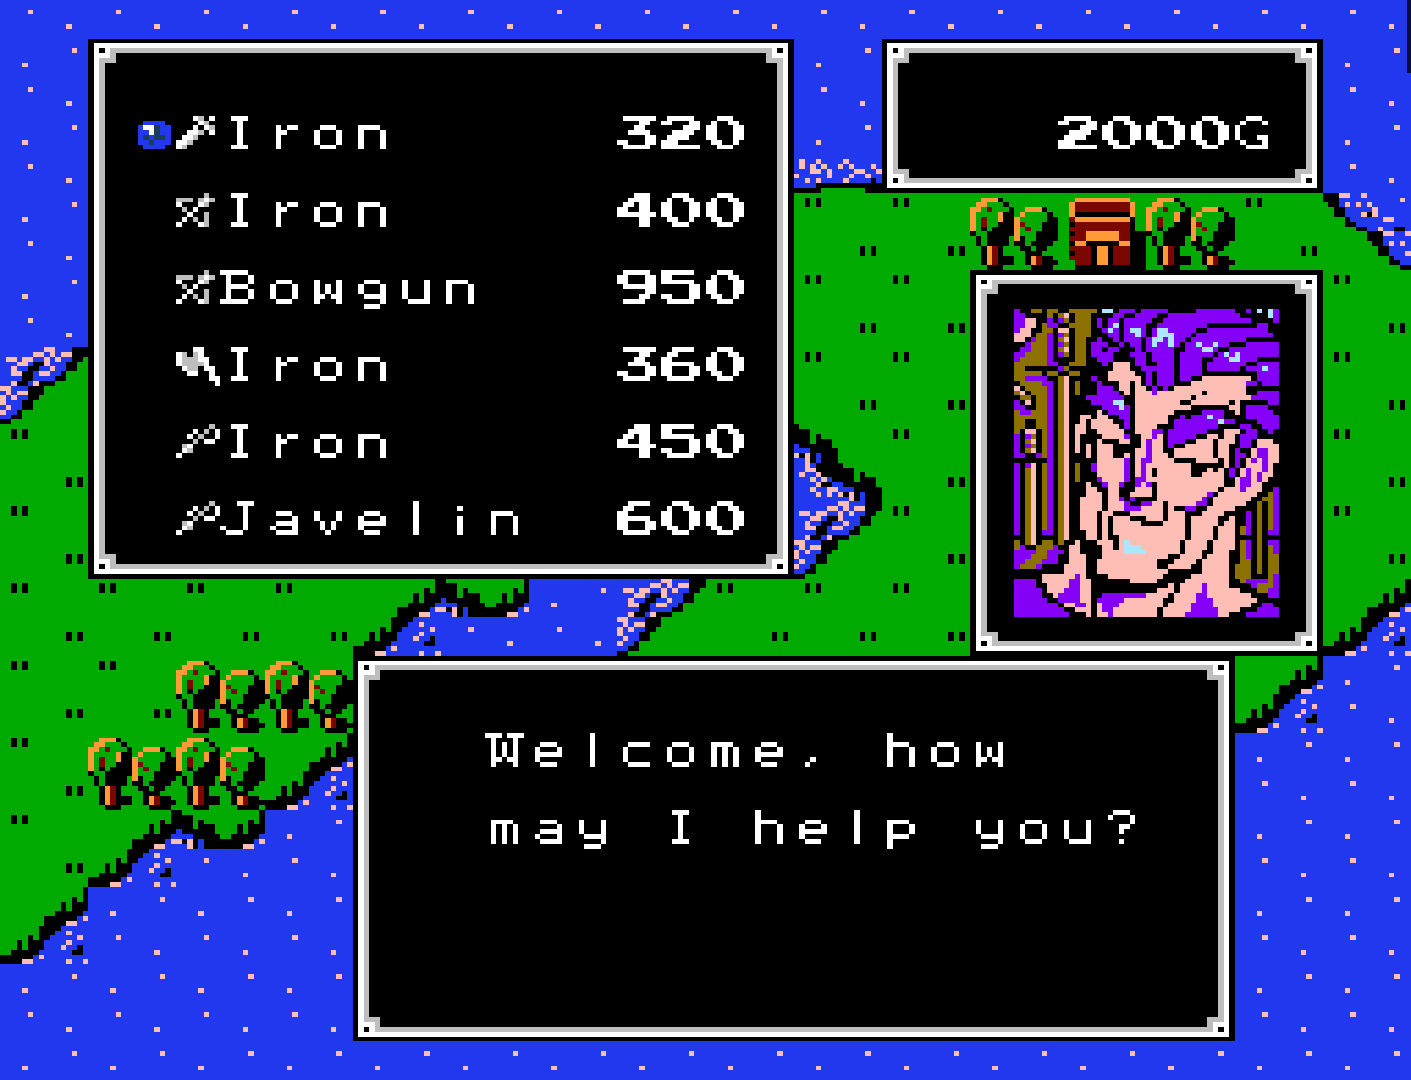 Iron 320
Iron 400
Bowgun 950
Iron 360
Iron 450
Javelin 600
2000G
Welcome, how
may I help you?